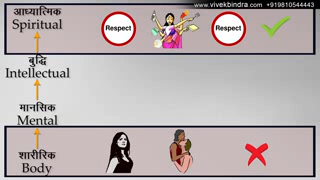 www.vivekbindra.com +919810544443
आध्यात्मिक
Spiritual
Respect
Respect
बुद्धि
Intellectual
मानसिक
Mental
शारीरिक
Body